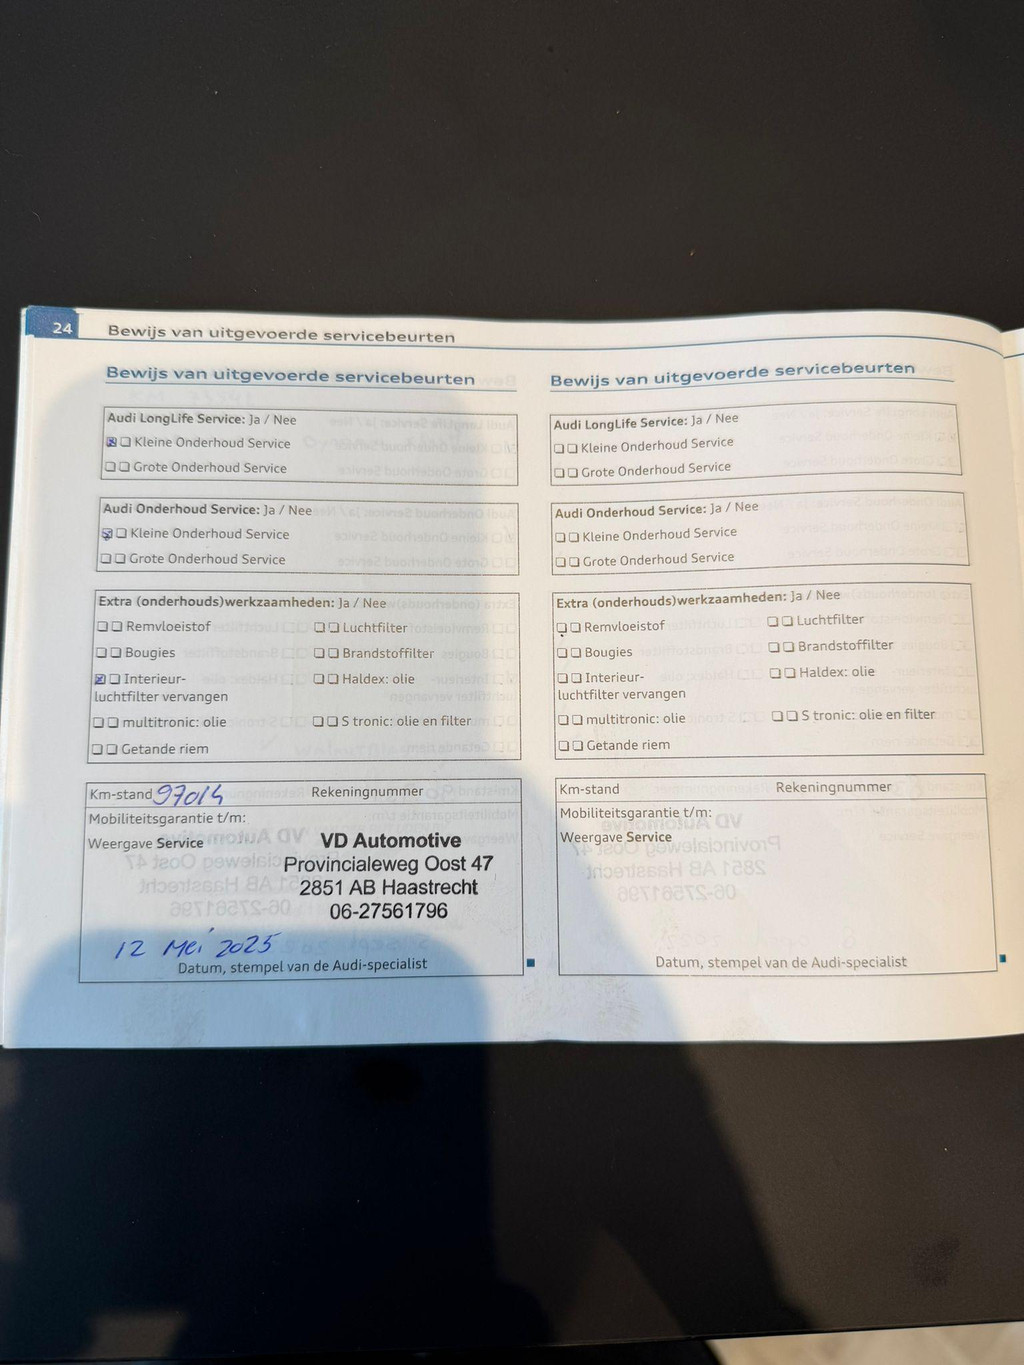 24 Bewijs van uitgevoerde servicebeurten
Bewijs van uitgevoerde servicebeurten
Audi LongLife Service: Ja / Nee
Kleine Onderhoud Service
Grote Onderhoud Service
Audi Onderhoud Service: Ja / Nee
Kleine Onderhoud Service
Grote Onderhoud Service
Extra (onderhouds)werkzaamheden: Ja / Nee
Remvloeistof Luchtfilter
Bougies Brandstoffilter
Interieur- Haldex: olie
luchtfilter vervangen
multitronic: olie S tronic: olie en filter
Getande riem
Km-stand 97014 Rekeningnummer
Mobiliteitsgarantie t/m:
Weergave Service
VD Automotive
Provincialeweg Oost 47
2851 AB Haastrecht
06-27561796
12 Mei 2025
Datum, stempel van de Audi-specialist
Bewijs van uitgevoerde servicebeurten
Audi LongLife Service: Ja / Nee
Kleine Onderhoud Service
Grote Onderhoud Service
Audi Onderhoud Service: Ja / Nee
Kleine Onderhoud Service
Grote Onderhoud Service
Extra (onderhouds)werkzaamheden: Ja / Nee
Remvloeistof Luchtfilter
Bougies Brandstoffilter
Interieur- Haldex: olie
luchtfilter vervangen
multitronic: olie S tronic: olie en filter
Getande riem
Km-stand Rekeningnummer
Mobiliteitsgarantie t/m:
Weergave Service
Datum, stempel van de Audi-specialist